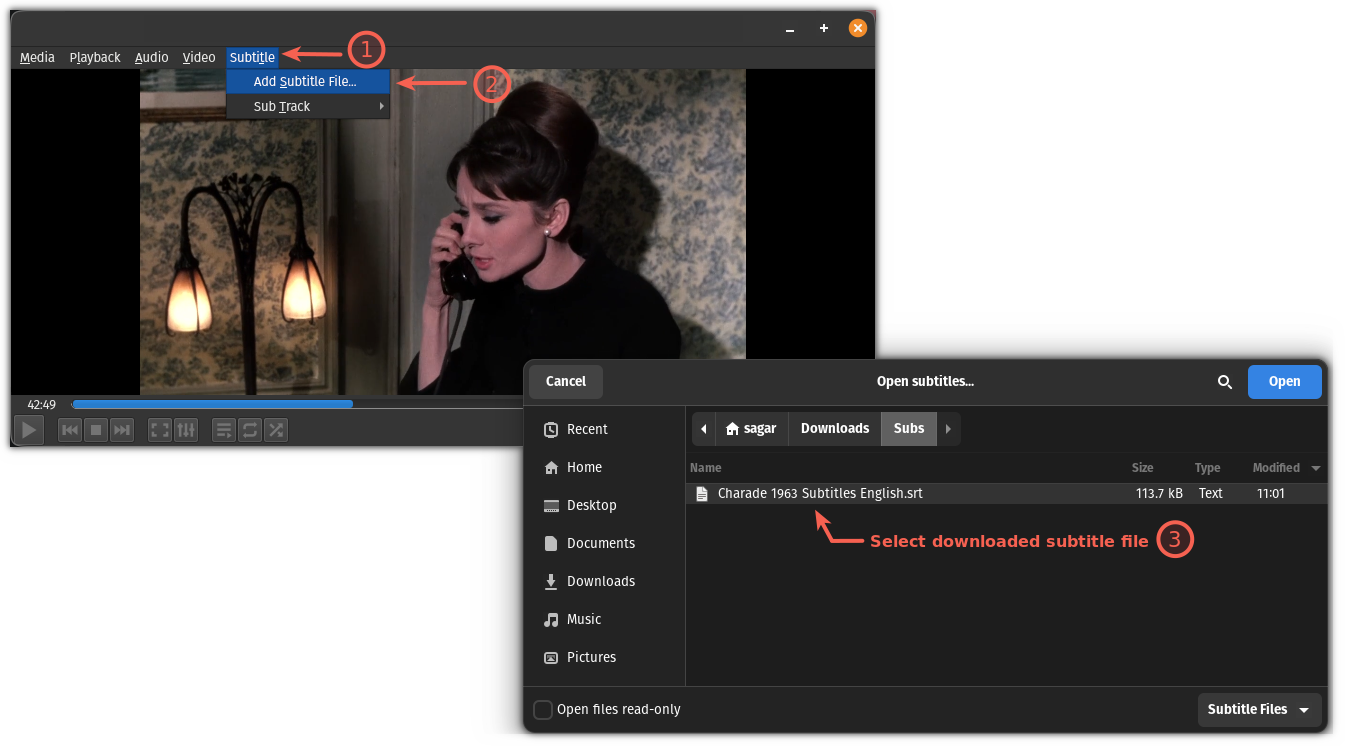 Media Playback Audio Video Subtitle
1
Add Subtitle File...
2
Sub Track
42:49
Cancel Open subtitles... Open
Recent
Home
Desktop
Documents
Downloads
Music
Pictures
sagar Downloads Subs
Name Size Type Modified
Charade 1963 Subtitles English.srt 113.7 kB Text 11:01
Select downloaded subtitle file 3
Open files read-only Subtitle Files